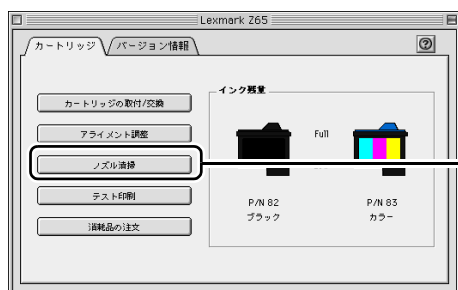 Lexmark Z65
カートリッジ
バージョン情報
カートリッジの取付/交換
アライメント調整
ノズル清掃
テスト印刷
消耗品の注文
インク残量
Full
P/N 82
ブラック
P/N 83
カラー